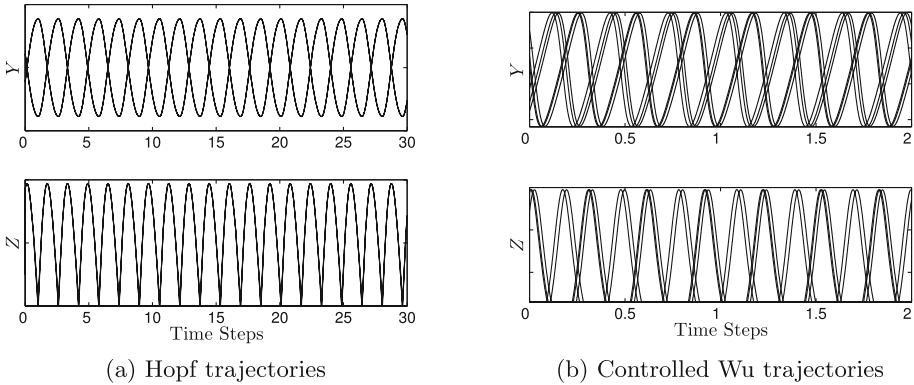 Y
0 5 10 15 20 25 30
Z
0 5 10 15 20 25 30
Time Steps
(a) Hopf trajectories
Y
0 0.5 1 1.5 2
Z
0 0.5 1 1.5 2
Time Steps
(b) Controlled Wu trajectories